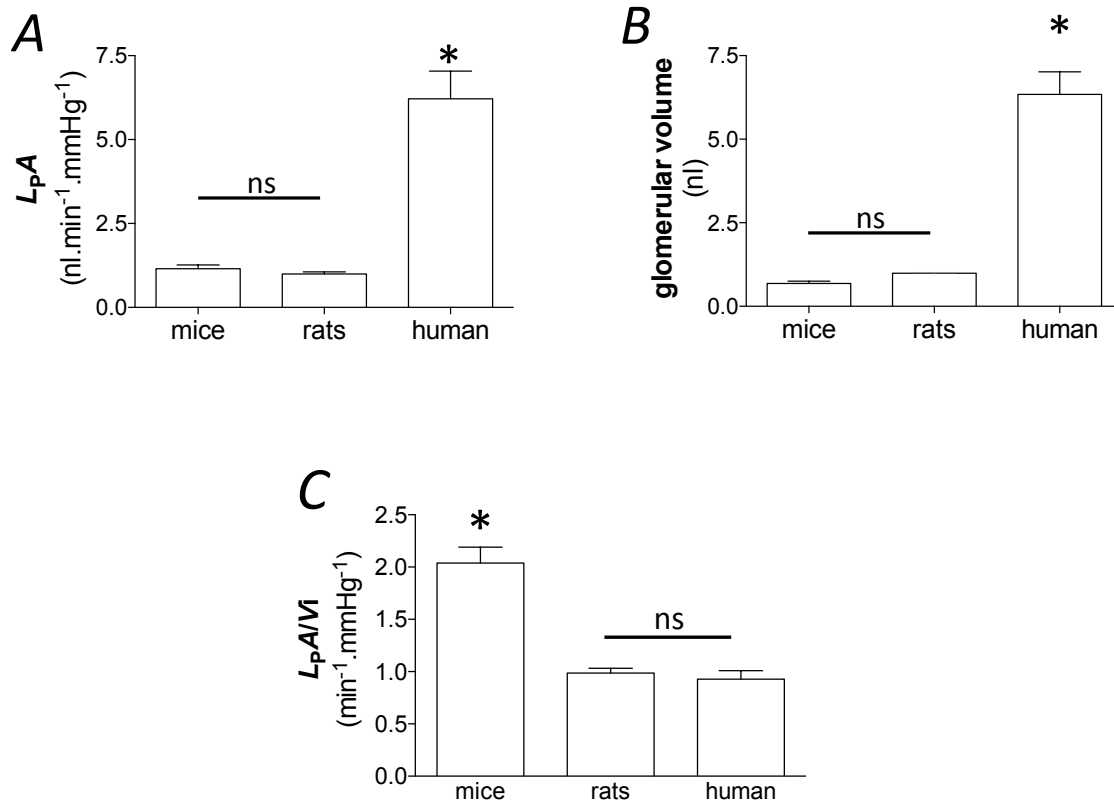 A
LPA
(nl.min-1.mmHg-1)
7.5
5.0
2.5
0.0
ns
*
mice rats human
B
glomerular volume
(nl)
7.5
5.0
2.5
0.0
ns
*
mice rats human
C
LPA/Vi
(min-1.mmHg-1)
2.5
2.0
1.5
1.0
0.5
0.0
*
ns
mice rats human